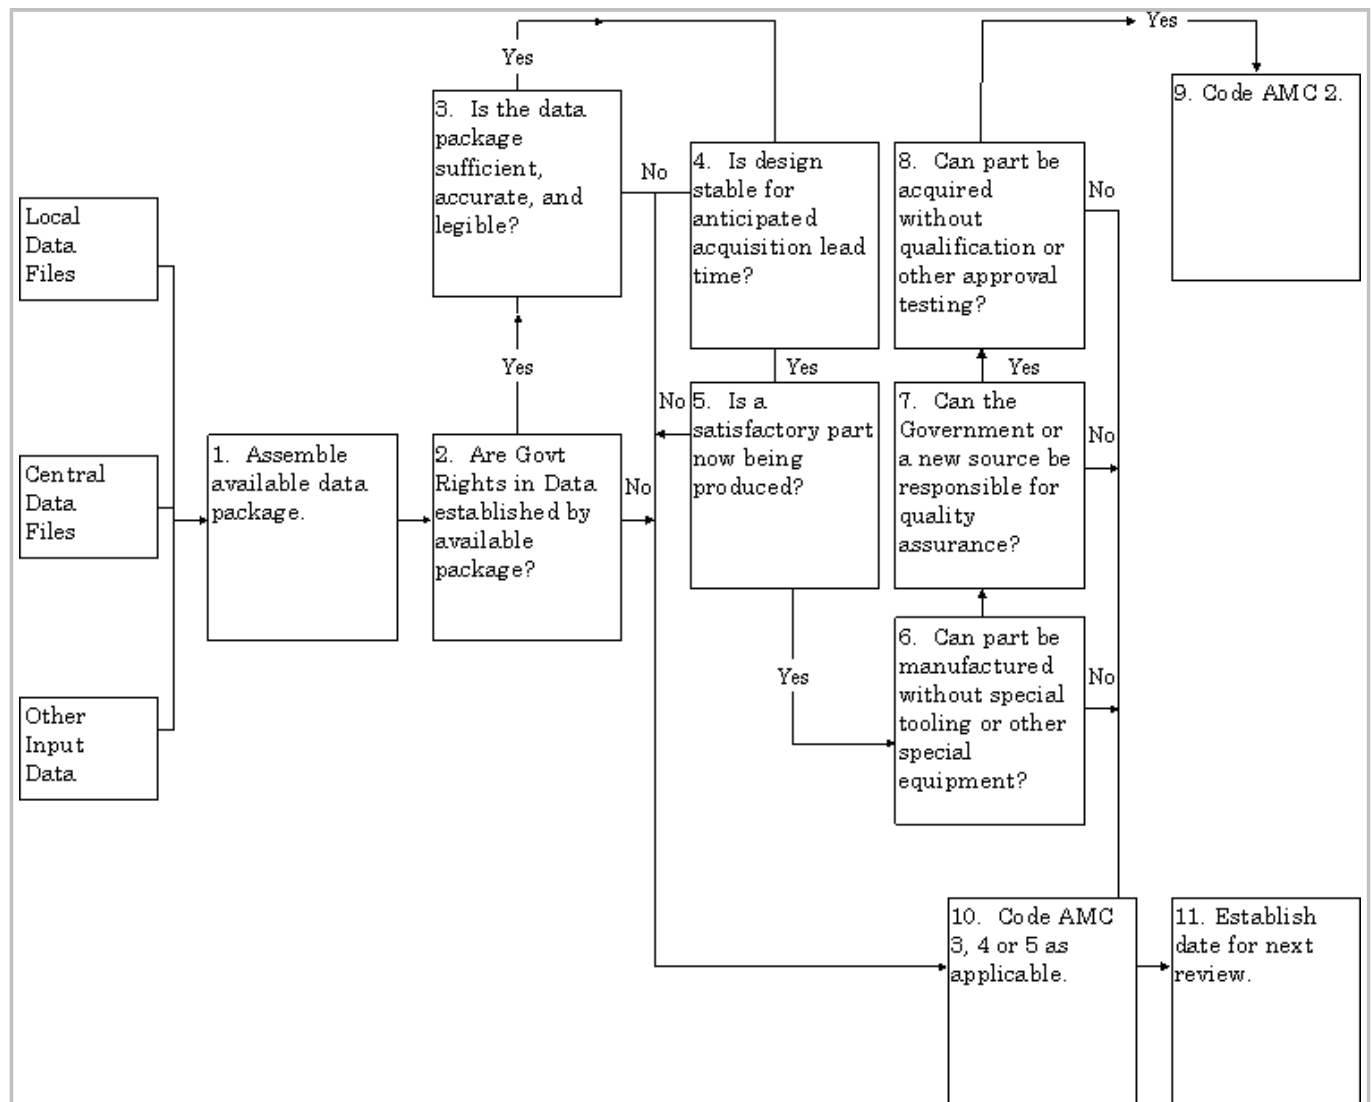 Local
Data
Files
Central
Data
Files
Other
Input
Data
1.  Assemble
available data
package.
2.  Are Govt
Rights in Data
established by
available
package?
No
Yes
3.  Is the data
package
sufficient,
accurate, and
legible?
Yes
No
4.  Is design
stable for
anticipated
acquisition lead
time?
Yes
No
5.  Is a
satisfactory part
now being
produced?
Yes
6.  Can part be
manufactured
without special
tooling or other
special
equipment?
No
7.  Can the
Government or
a new source be
responsible for
quality
assurance?
No
Yes
8.  Can part be
acquired
without
qualification or
other approval
testing?
No
Yes
9. Code AMC 2.
10.  Code AMC
3, 4 or 5 as
applicable.
11. Establish
date for next
review.